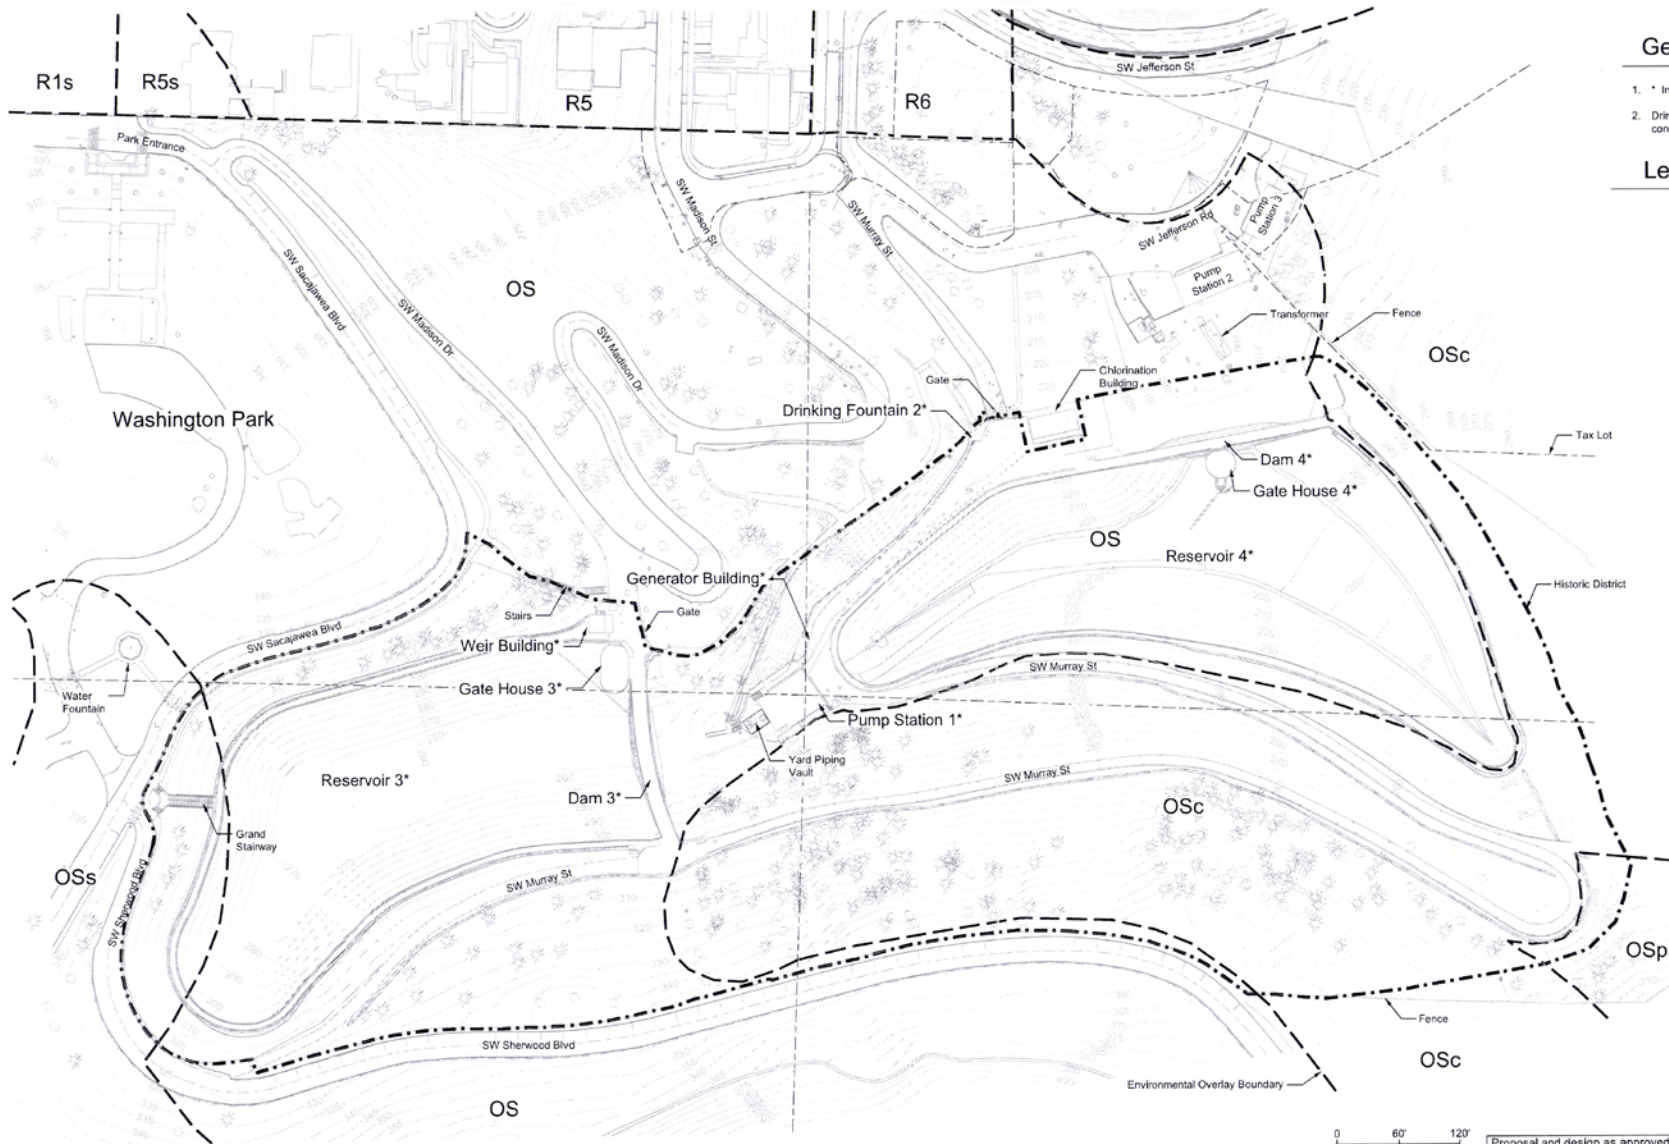 R1s
R5s
R5
R6
SW Jefferson St
Ge
1. * In
2. Drin
con
Le
Park Entrance
SW Madison St
SW Murray St
SW Jefferson Rd
Pump
Station 3
Pump
Station 2
SW Sacajawea Blvd
OS
SW Madison Dr
SW Madison Dr
Transformer
Fence
OSc
Washington Park
Gate
Chlorination
Building
Drinking Fountain 2*
Tax Lot
Dam 4*
Gate House 4*
OS
Reservoir 4*
Generator Building*
Historic District
Stairs
Gate
SW Sacajawea Blvd
Weir Building*
Gate House 3*
SW Murray St
Water
Fountain
Pump Station 1*
Yard Piping
Vault
Reservoir 3*
Dam 3*
SW Murray St
OSc
Grand
Stairway
OSs
SW Sherwood Blvd
SW Murray St
OSp
Fence
SW Sherwood Blvd
OSc
Environmental Overlay Boundary
OS
0 60' 120'
Proposal and design as approved